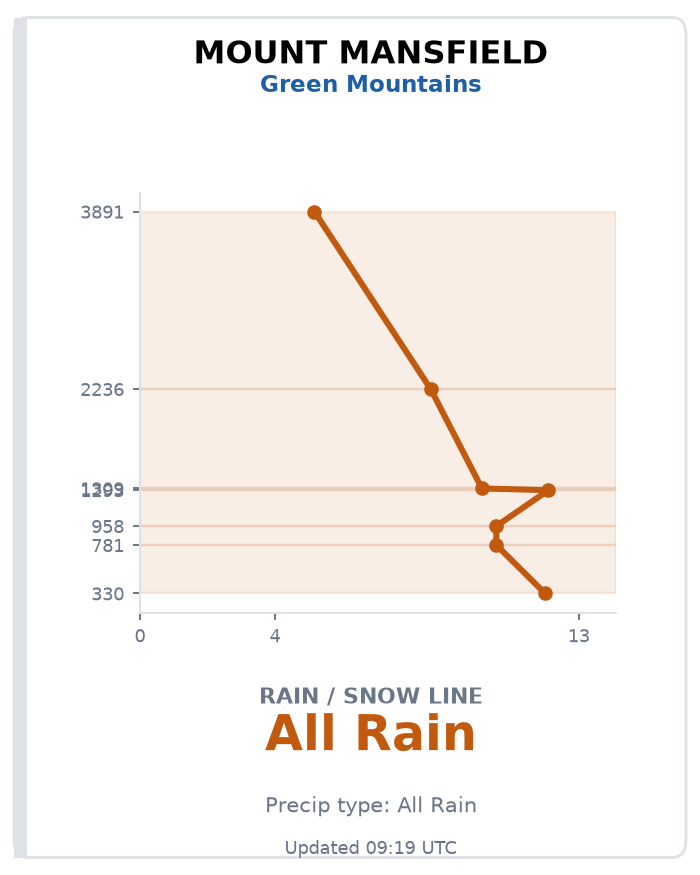 MOUNT MANSFIELD
Green Mountains
3891
2236
958
781
330
0 4 13
RAIN / SNOW LINE
All Rain
Precip type: All Rain
Updated 09:19 UTC